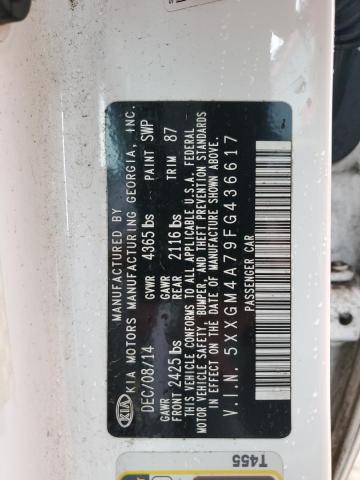 MANUFACTURED BY
KIA KIA MOTORS MANUFACTURING GEORGIA, INC.
DEC/08/14 GVWR 4365 lbs PAINT SWP
GAWR FRONT 2425 lbs GAWR REAR 2116 lbs TRIM 87
THIS VEHICLE CONFORMS TO ALL APPLICABLE U.S.A. FEDERAL
MOTOR VEHICLE SAFETY, BUMPER, AND THEFT PREVENTION STANDARDS
IN EFFECT ON THE DATE OF MANUFACTURE SHOWN ABOVE.
V.I.N. 5XXGM4A79FG436617
PASSENGER CAR
T455